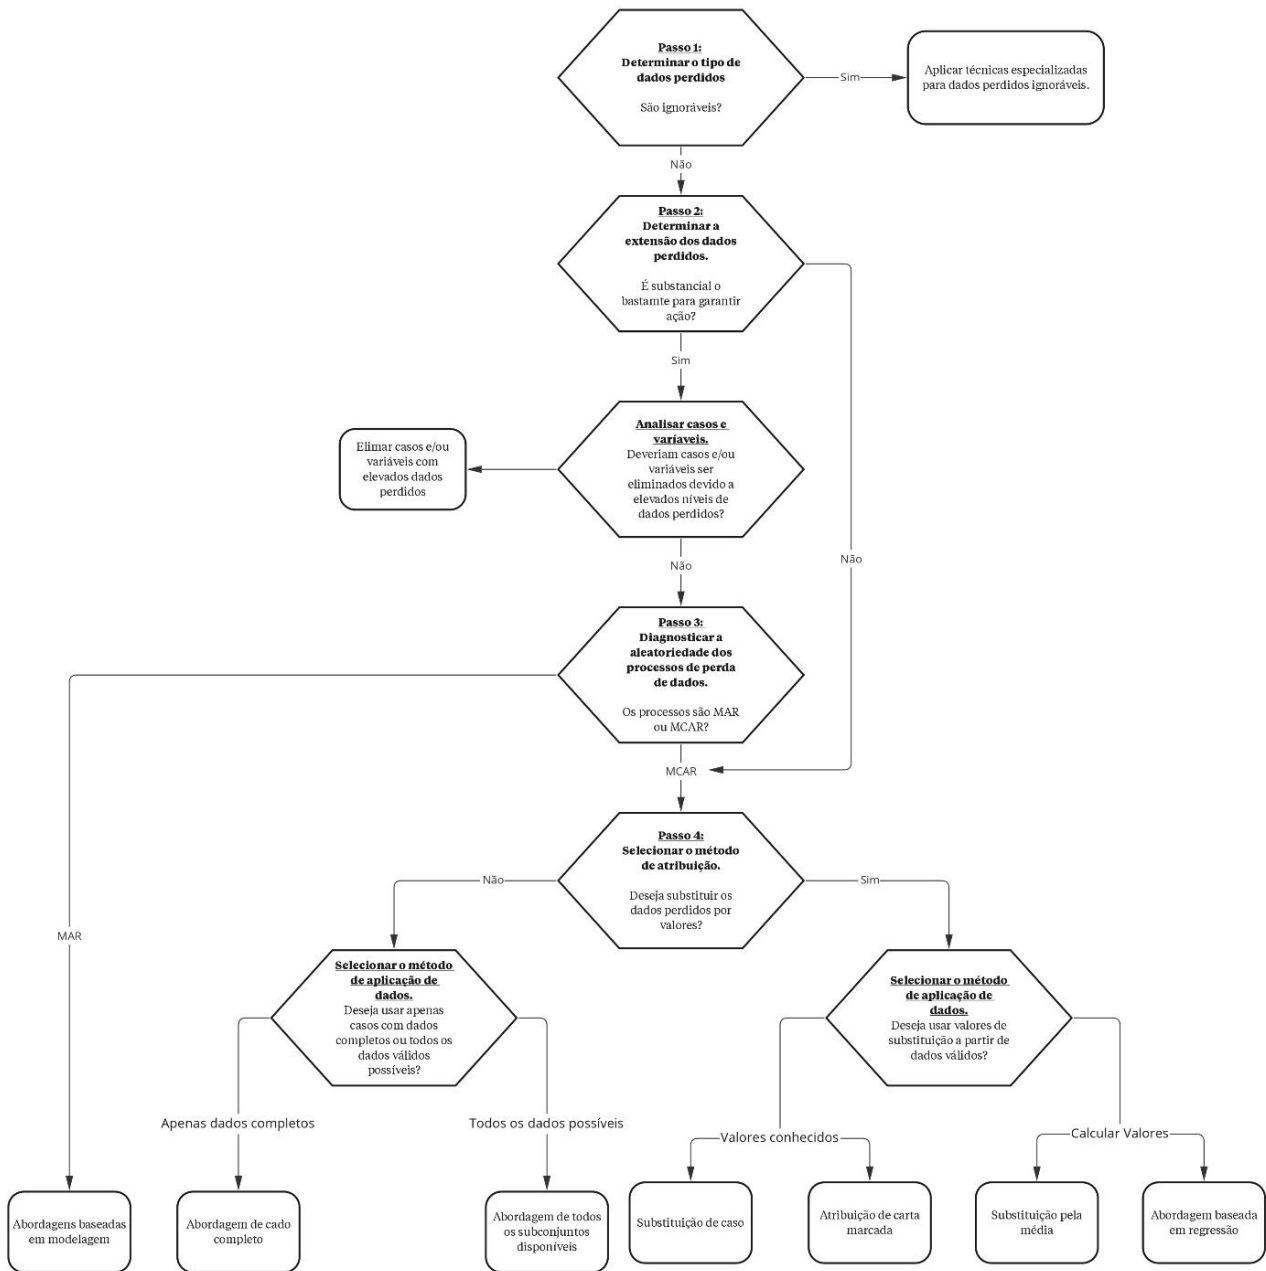 Passo 1:
Determinar o tipo de
dados perdidos
São ignoráveis?
Sim
Aplicar técnicas especializadas
para dados perdidos ignoráveis.
Não
Passo 2:
Determinar a
extensão dos dados
perdidos.
É substancial o
bastamte para garantir
ação?
Sim
Não
Analisar casos e
varíaveis.
Deveriam casos e/ou
variáveis ser
eliminados devido a
elevados níveis de
dados perdidos?
Elimar casos e/ou
variáveis com
elevados dados
perdidos
Não
Passo 3:
Diagnosticar a
aleatoriedade dos
processos de perda
de dados.
Os processos são MAR
ou MCAR?
MCAR
MAR
Passo 4:
Selecionar o método
de atribuição.
Deseja substituir os
dados perdidos por
valores?
Não
Sim
Selecionar o método
de aplicação de
dados.
Deseja usar apenas
casos com dados
completos ou todos os
dados válidos
possíveis?
Selecionar o método
de aplicação de
dados.
Deseja usar valores de
substituição a partir de
dados válidos?
Apenas dados completos
Todos os dados possíveis
Valores conhecidos
Calcular Valores
Abordagens baseadas
em modelagem
Abordagem de cado
completo
Abordagem de todos
os subconjuntos
disponíveis
Substituição de caso
Atribuição de carta
marcada
Substituição pela
média
Abordagem baseada
em regressão